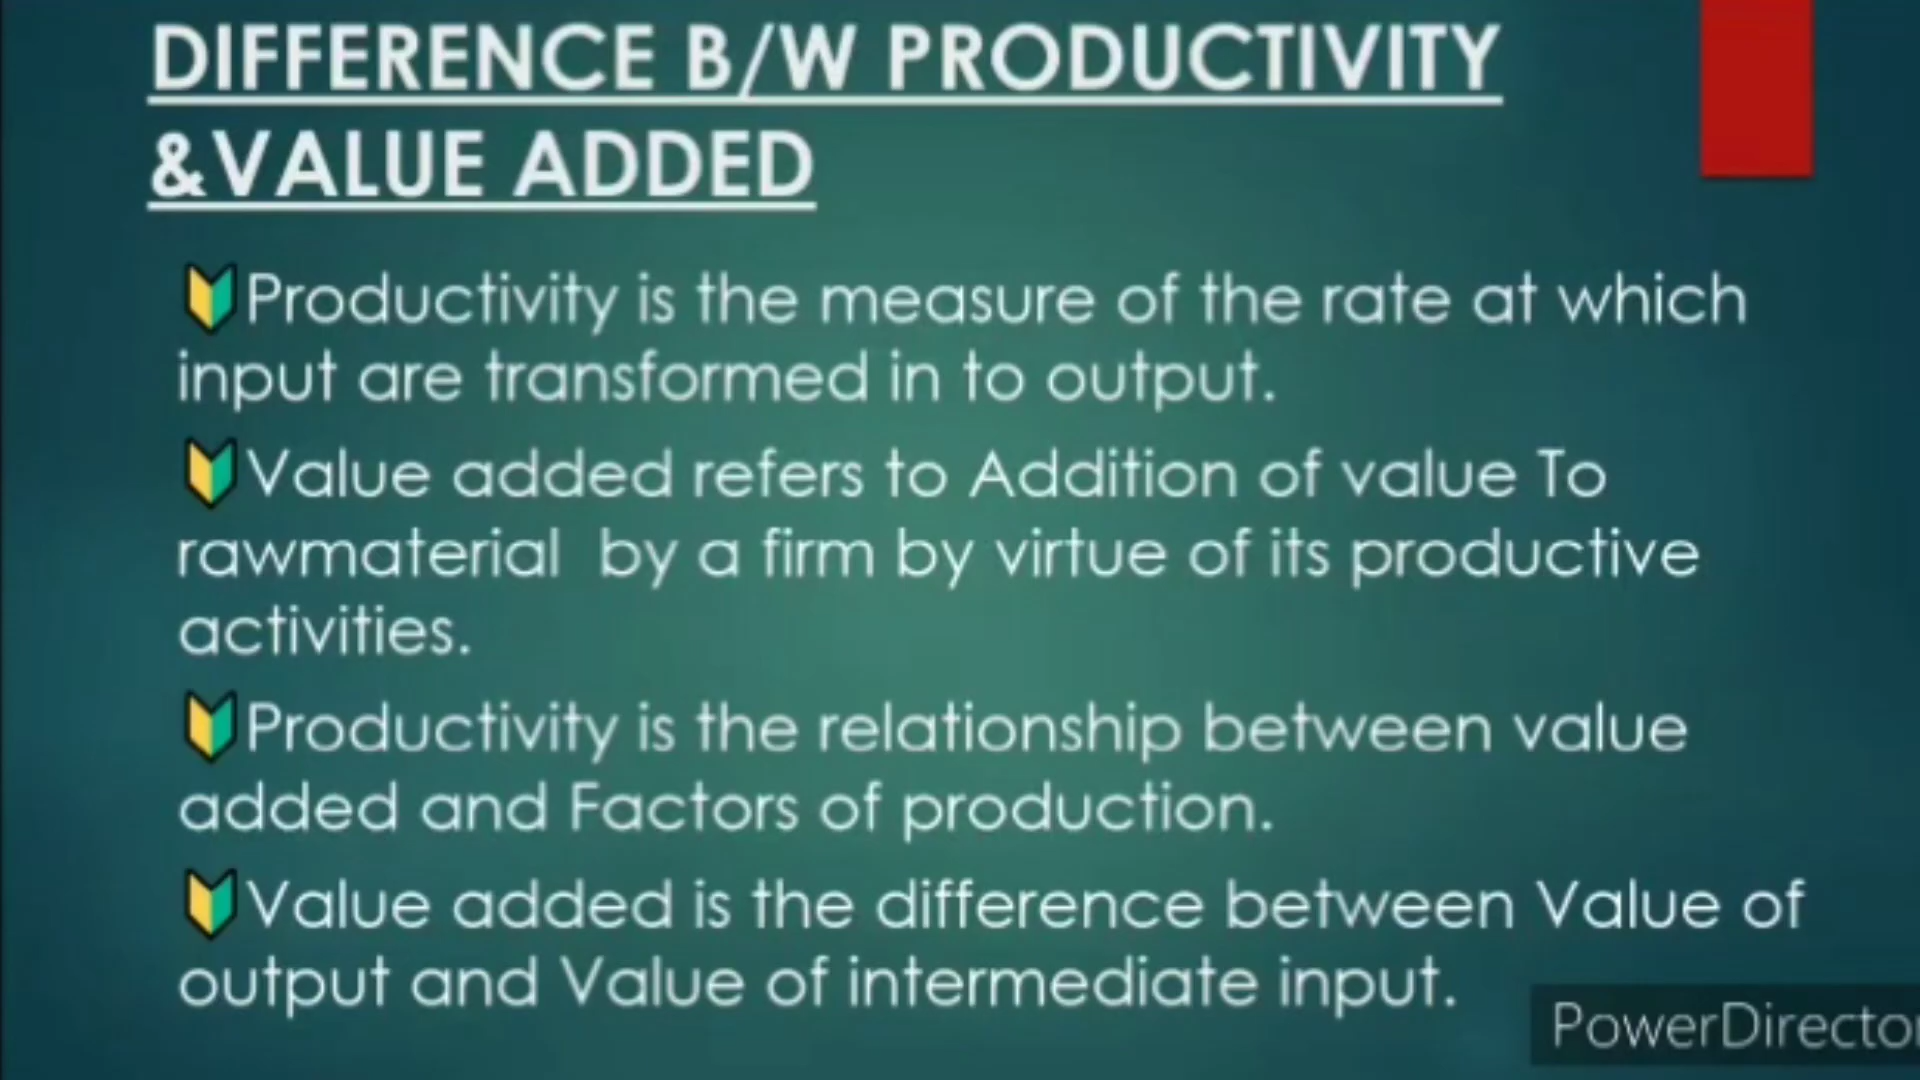 DIFFERENCE B/W PRODUCTIVITY
&VALUE ADDED
🔰Productivity is the measure of the rate at which
input are transformed in to output.
🔰Value added refers to Addition of value To
rawmaterial  by a firm by virtue of its productive
activities.
🔰Productivity is the relationship between value
added and Factors of production.
🔰Value added is the difference between Value of
output and Value of intermediate input.
PowerDirector